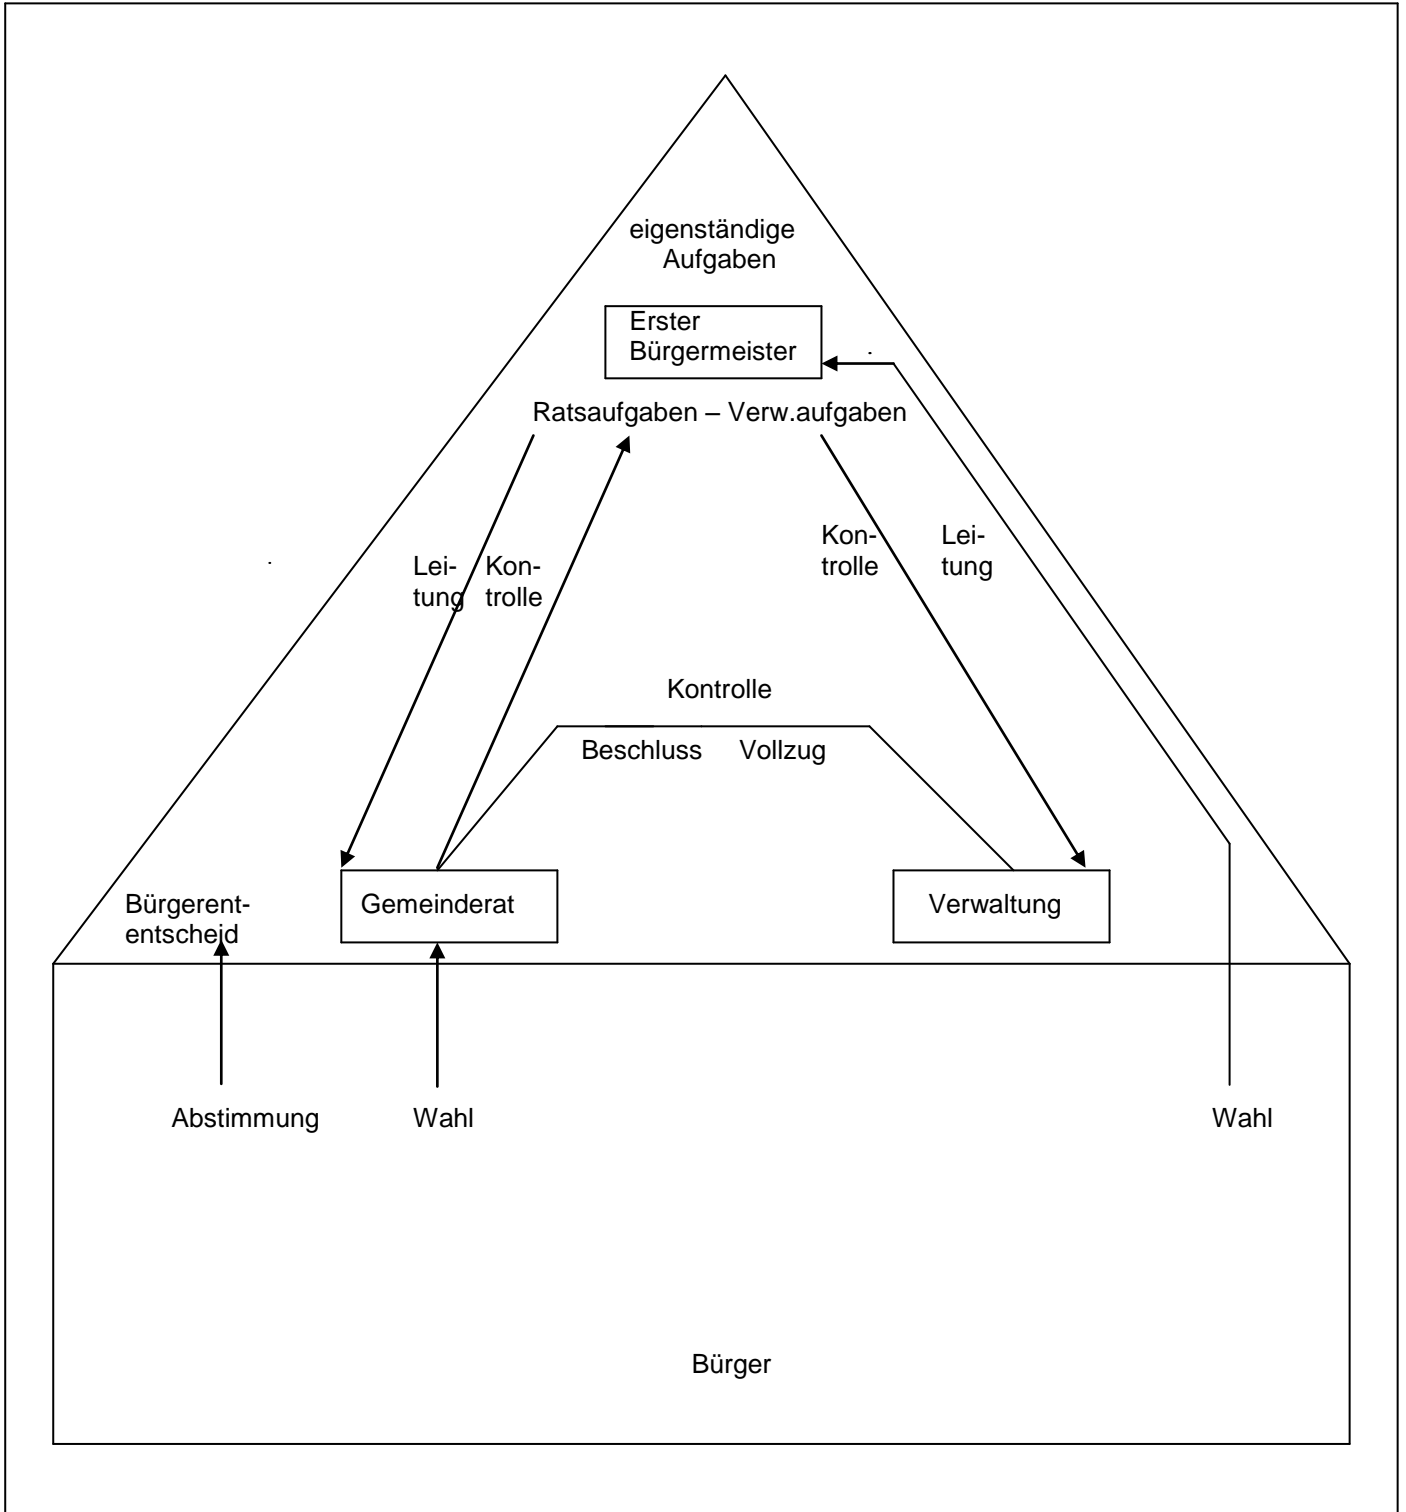 eigenständige
Aufgaben
Erster
Bürgermeister
Ratsaufgaben – Verw.aufgaben
Lei-
tung
Kon-
trolle
Kon-
trolle
Lei-
tung
Kontrolle
Beschluss Vollzug
Bürgerent-
entscheid
Gemeinderat
Verwaltung
Abstimmung
Wahl
Wahl
Bürger